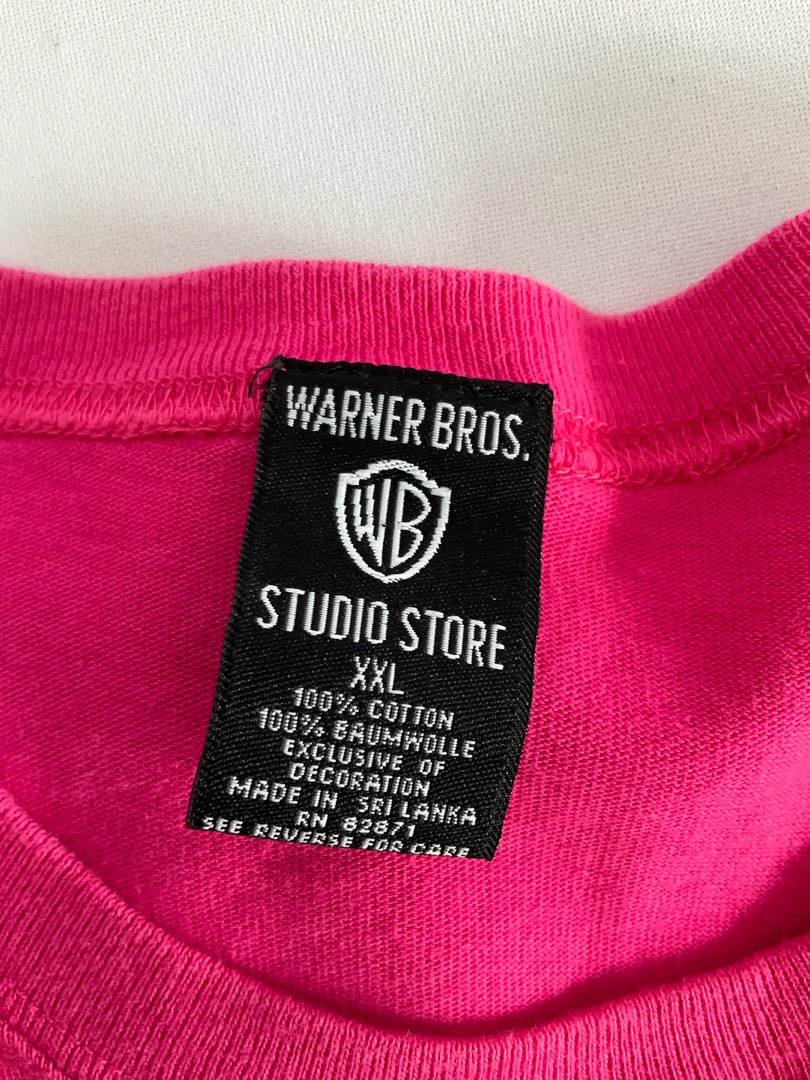 WARNER BROS.
WB
STUDIO STORE
XXL
100% COTTON
100% BAUMWOLLE
EXCLUSIVE OF
DECORATION
MADE IN SRI LANKA
RN 82871
SEE REVERSE FOR CARE